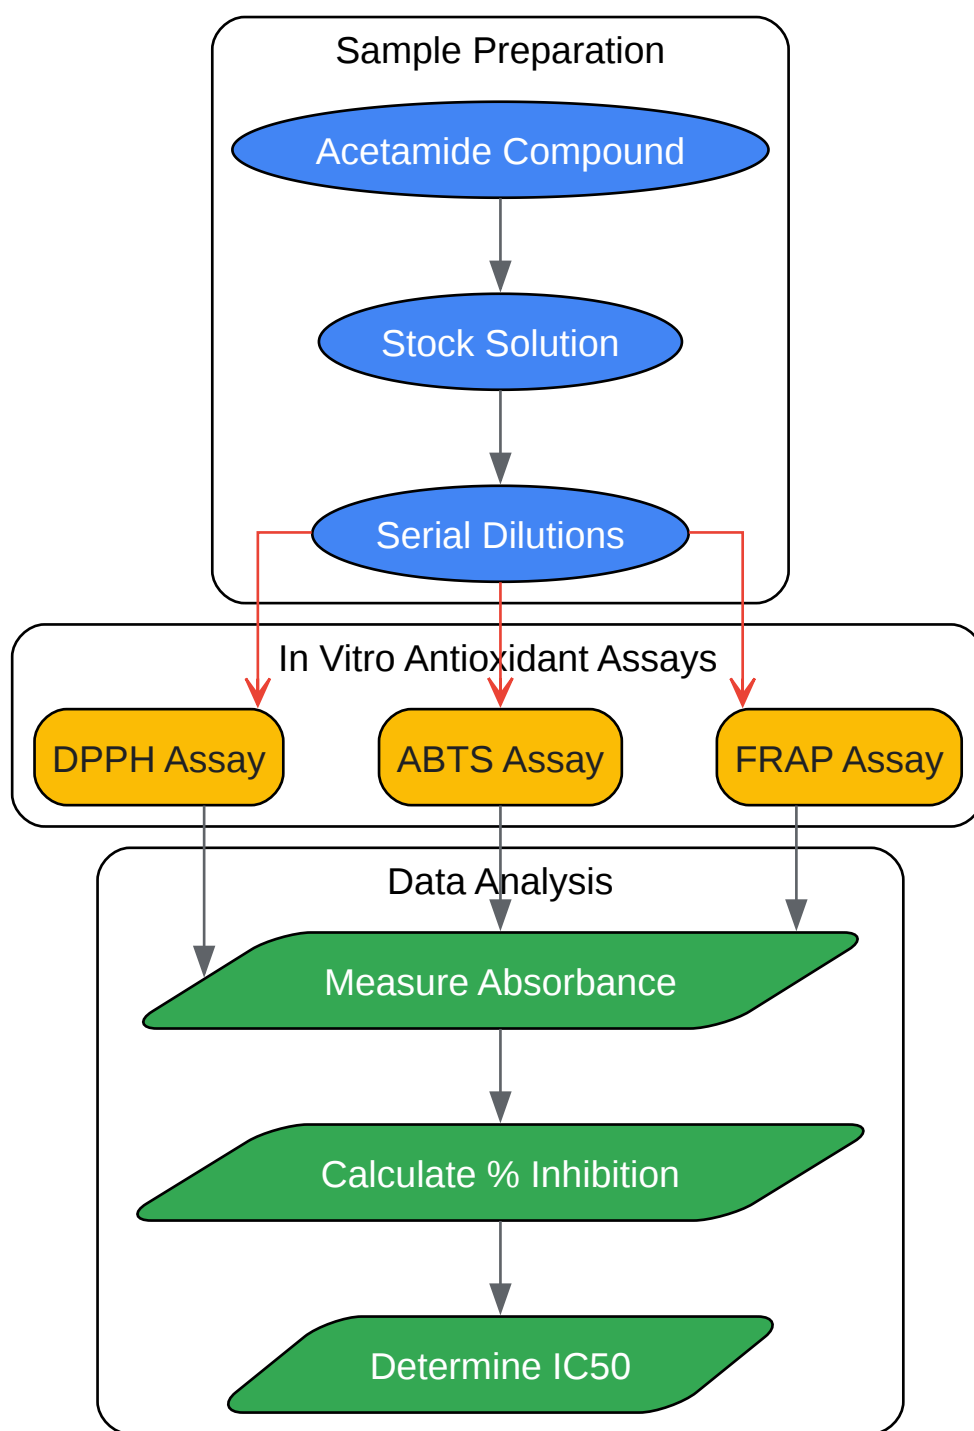 Sample Preparation
Acetamide Compound
Stock Solution
Serial Dilutions
In Vitro Antioxidant Assays
DPPH Assay
ABTS Assay
FRAP Assay
Data Analysis
Measure Absorbance
Calculate % Inhibition
Determine IC50